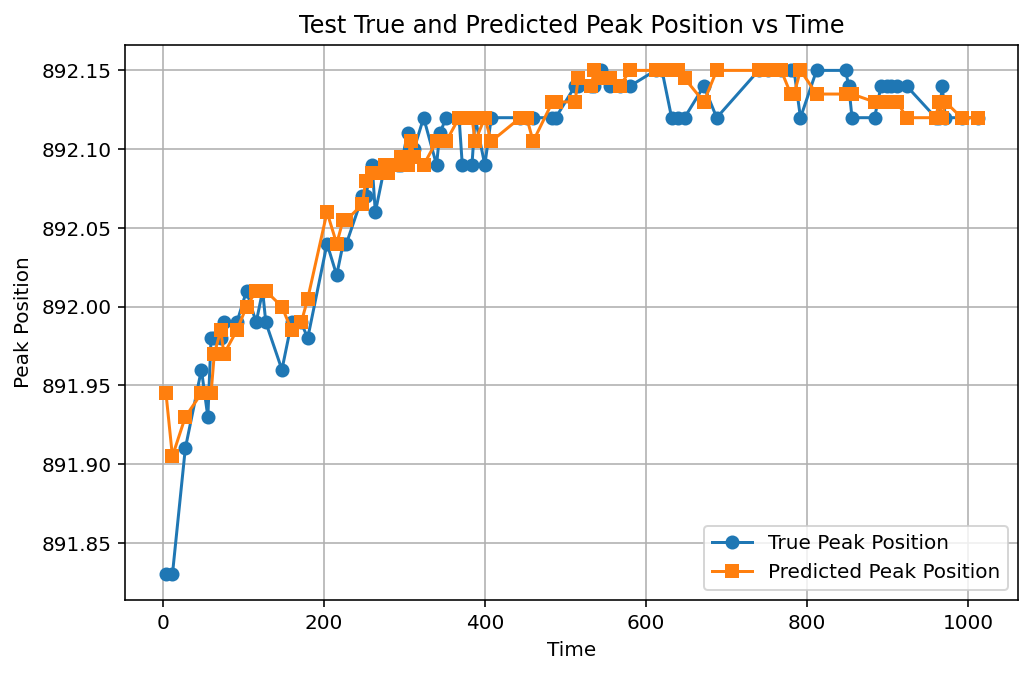 Test True and Predicted Peak Position vs Time
892.15
892.10
892.05
892.00
891.95
891.90
891.85
Peak Position
True Peak Position
Predicted Peak Position
0 200 400 600 800 1000
Time